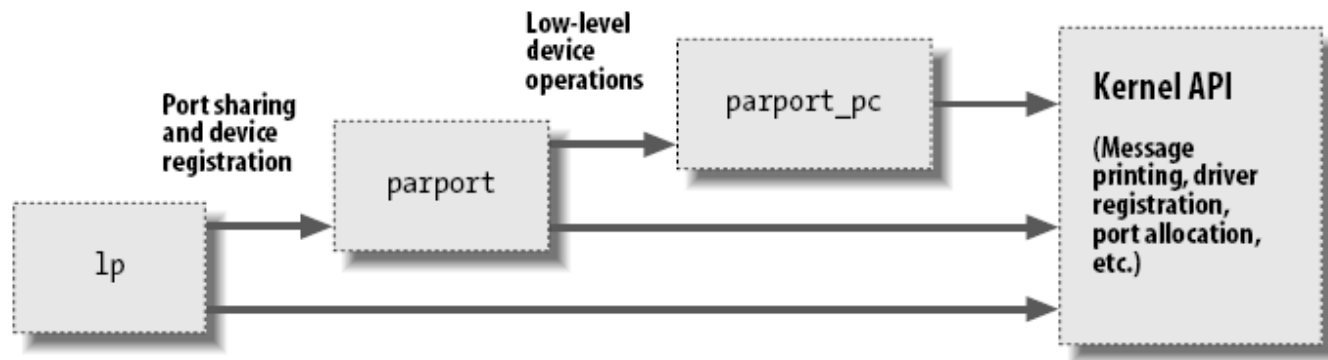 Low-level
device
operations
Port sharing
and device
registration
lp
parport
parport_pc
Kernel API
(Message
printing, driver
registration,
port allocation,
etc.)